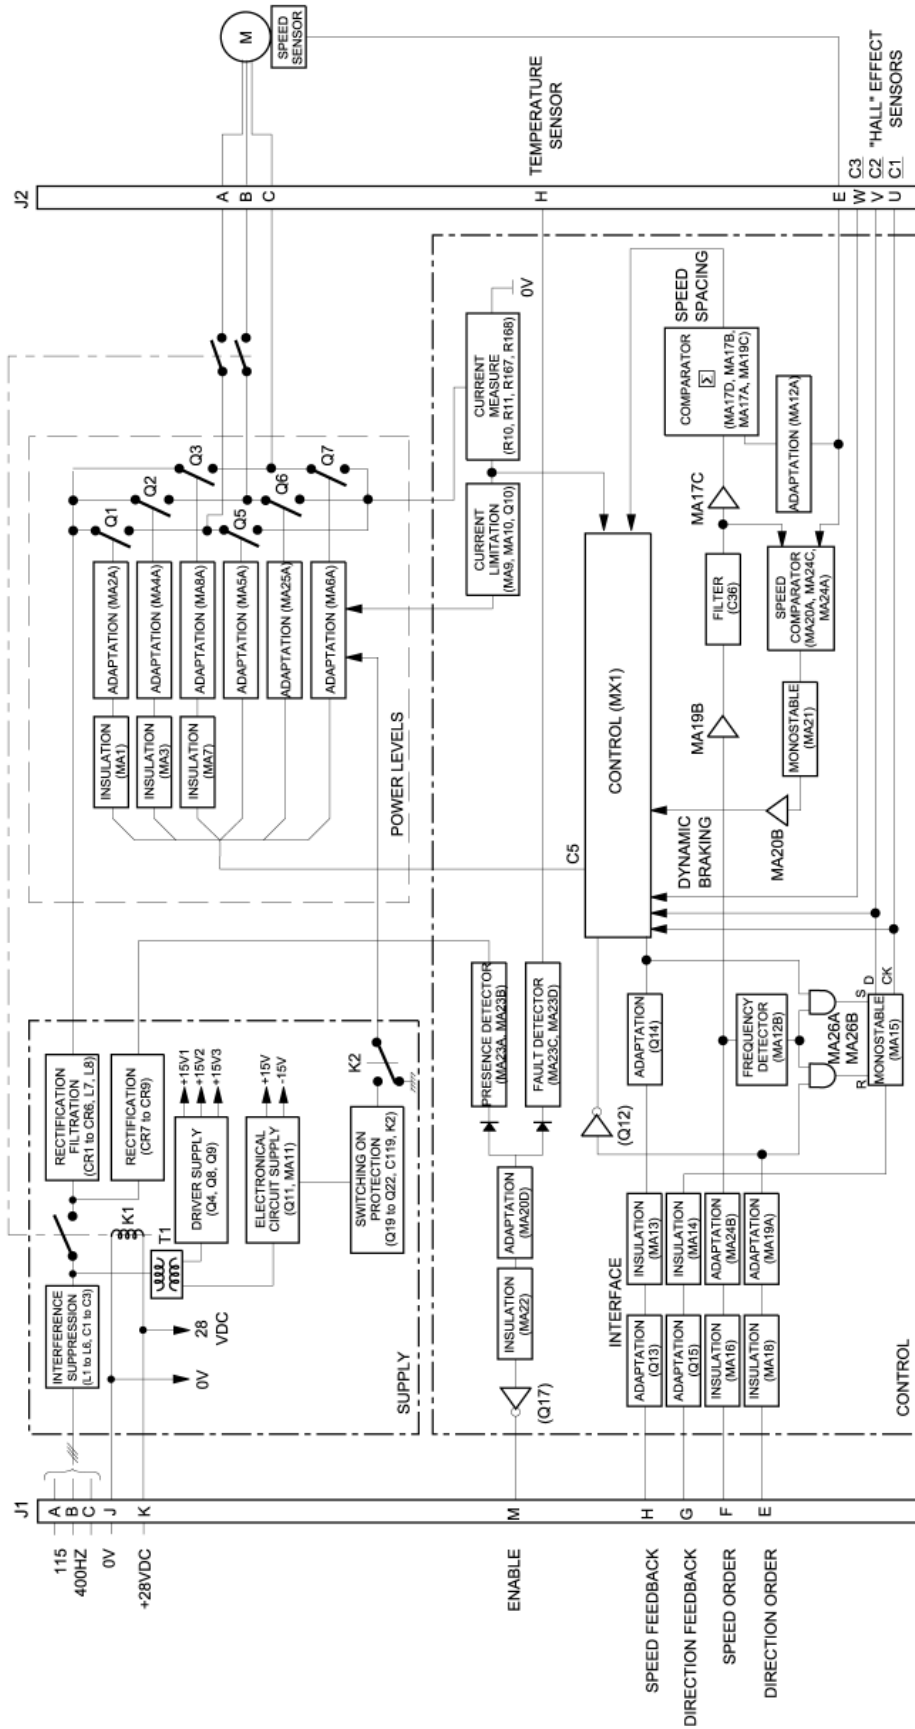 J1
A
B
C
J
K
M
H
G
F
E
115
400HZ
0V
+28VDC
ENABLE
SPEED FEEDBACK
DIRECTION FEEDBACK
SPEED ORDER
DIRECTION ORDER
INTERFERENCE
SUPPRESSION
(L1 to L6, C1 to C3)
RECTIFICATION
FILTRATION
(CR1 to CR6, L7, L8)
K1
RECTIFICATION
(CR7 to CR9)
T1
DRIVER SUPPLY
(Q4, Q8, Q9)
+15V1
+15V2
+15V3
ELECTRONICAL
CIRCUIT SUPPLY
(Q11, MA11)
+15V
-15V
SWITCHING ON
PROTECTION
(Q19 to Q22, C119, K2)
K2
0V
28
VDC
SUPPLY
INSULATION
(MA1)
INSULATION
(MA3)
INSULATION
(MA7)
ADAPTATION (MA2A)
ADAPTATION (MA4A)
ADAPTATION (MA8A)
ADAPTATION (MA5A)
ADAPTATION (MA25A)
ADAPTATION (MA6A)
Q1
Q2
Q3
Q5
Q6
Q7
POWER LEVELS
J2
A
B
C
H
E
W
V
U
M
SPEED
SENSOR
TEMPERATURE
SENSOR
C3
C2
C1
"HALL" EFFECT
SENSORS
(Q17)
INSULATION
(MA22)
ADAPTATION
(MA20D)
PRESENCE DETECTOR
(MA23A, MA23B)
FAULT DETECTOR
(MA23C, MA23D)
CURRENT
LIMITATION
(MA9, MA10, Q10)
CURRENT
MEASURE
(R10, R11, R167, R168)
0V
C5
CONTROL (MX1)
(Q12)
INTERFACE
ADAPTATION
(Q13)
INSULATION
(MA13)
ADAPTATION
(Q14)
ADAPTATION
(Q15)
INSULATION
(MA14)
INSULATION
(MA16)
ADAPTATION
(MA24B)
INSULATION
(MA18)
ADAPTATION
(MA19A)
FREQUENCY
DETECTOR
(MA12B)
MA26A
MA26B
R
S
D
CK
MONOSTABLE
(MA15)
DYNAMIC
BRAKING
MA20B
MONOSTABLE
(MA21)
MA19B
FILTER
(C36)
MA17C
SPEED
COMPARATOR
(MA20A, MA24C,
MA24A)
ADAPTATION (MA12A)
COMPARATOR
Σ
(MA17D, MA17B,
MA17A, MA19C)
SPEED
SPACING
CONTROL